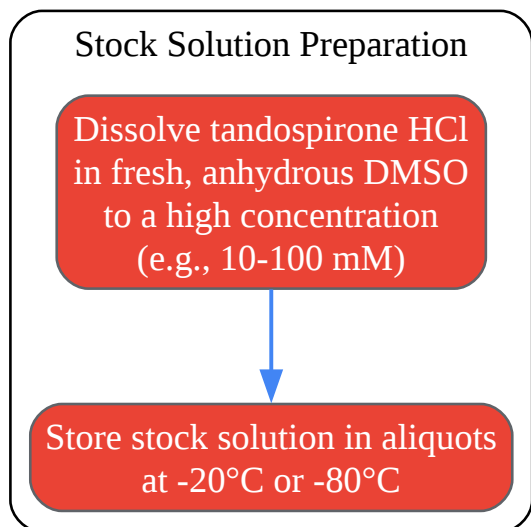 Stock Solution Preparation
Dissolve tandospirone HCl
in fresh, anhydrous DMSO
to a high concentration
(e.g., 10-100 mM)
Store stock solution in aliquots
at -20°C or -80°C